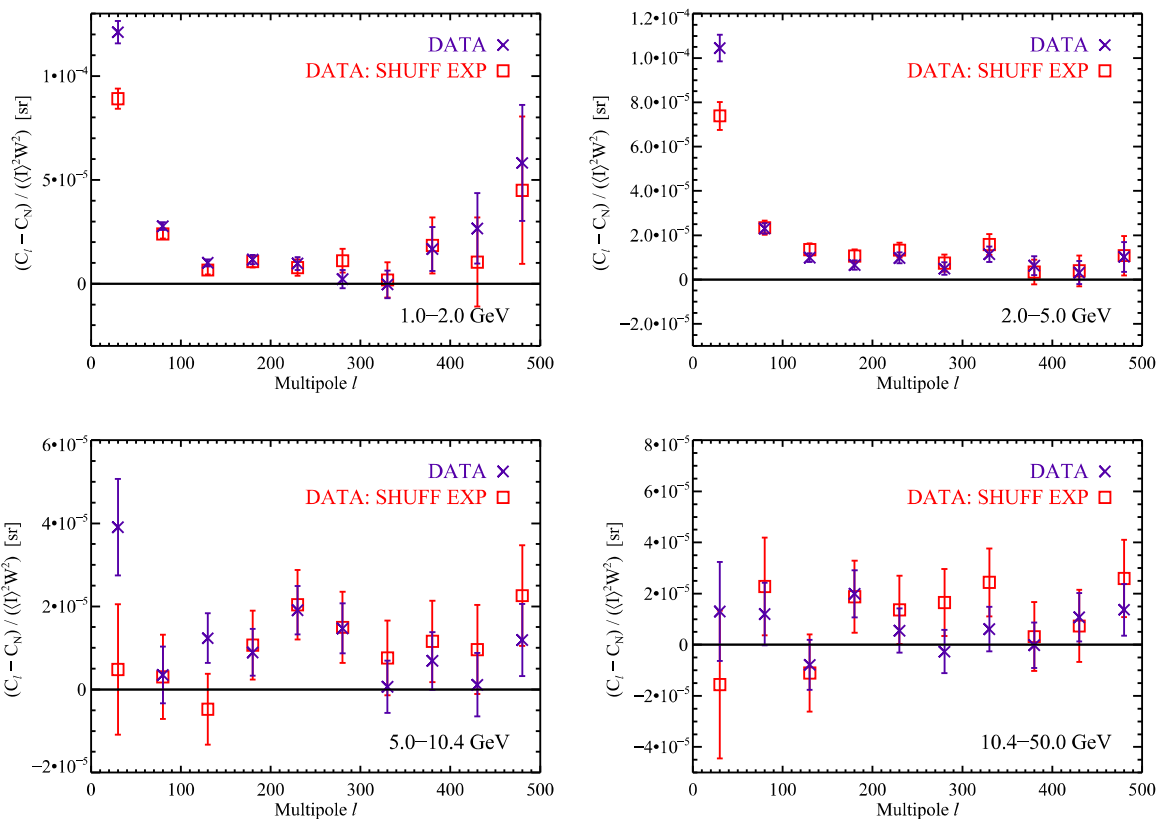 DATA
DATA: SHUFF EXP
1•10⁻⁴
5•10⁻⁵
0
(C_l − C_N) / (⟨I⟩²W²) [sr]
1.0−2.0 GeV
0 100 200 300 400 500
Multipole l
DATA
DATA: SHUFF EXP
1.2•10⁻⁴
1.0•10⁻⁴
8.0•10⁻⁵
6.0•10⁻⁵
4.0•10⁻⁵
2.0•10⁻⁵
0
−2.0•10⁻⁵
(C_l − C_N) / (⟨I⟩²W²) [sr]
2.0−5.0 GeV
0 100 200 300 400 500
Multipole l
DATA
DATA: SHUFF EXP
6•10⁻⁵
4•10⁻⁵
2•10⁻⁵
0
−2•10⁻⁵
(C_l − C_N) / (⟨I⟩²W²) [sr]
5.0−10.4 GeV
0 100 200 300 400 500
Multipole l
DATA
DATA: SHUFF EXP
8•10⁻⁵
6•10⁻⁵
4•10⁻⁵
2•10⁻⁵
0
−2•10⁻⁵
−4•10⁻⁵
(C_l − C_N) / (⟨I⟩²W²) [sr]
10.4−50.0 GeV
0 100 200 300 400 500
Multipole l